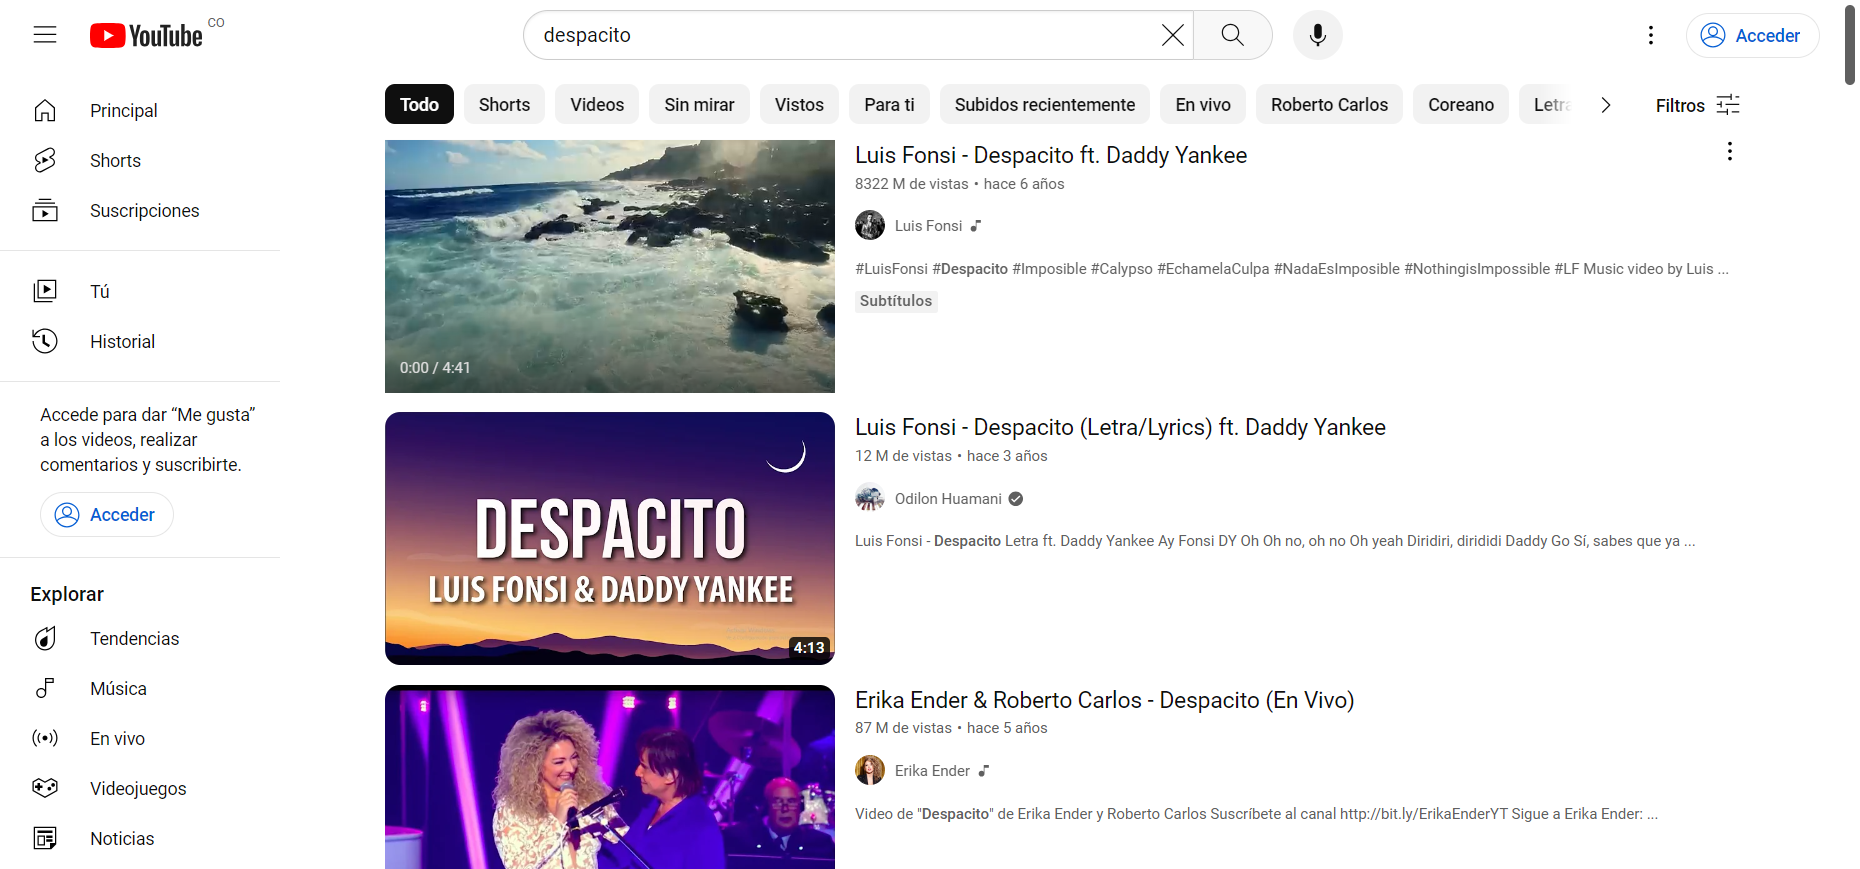 YouTube CO
despacito
Acceder
Principal
Shorts
Suscripciones
Tú
Historial
Accede para dar “Me gusta”
a los videos, realizar
comentarios y suscribirte.
Acceder
Explorar
Tendencias
Música
En vivo
Videojuegos
Noticias
Todo Shorts Videos Sin mirar Vistos Para ti Subidos recientemente En vivo Roberto Carlos Coreano Letra Filtros
0:00 / 4:41
Luis Fonsi - Despacito ft. Daddy Yankee
8322 M de vistas • hace 6 años
Luis Fonsi
#LuisFonsi #Despacito #Imposible #Calypso #EchamelaCulpa #NadaEsImposible #NothingisImpossible #LF Music video by Luis ...
Subtítulos
DESPACITO
LUIS FONSI & DADDY YANKEE
4:13
Luis Fonsi - Despacito (Letra/Lyrics) ft. Daddy Yankee
12 M de vistas • hace 3 años
Odilon Huamani
Luis Fonsi - Despacito Letra ft. Daddy Yankee Ay Fonsi DY Oh Oh no, oh no Oh yeah Diridiri, dirididi Daddy Go Sí, sabes que ya ...
Erika Ender & Roberto Carlos - Despacito (En Vivo)
87 M de vistas • hace 5 años
Erika Ender
Video de "Despacito" de Erika Ender y Roberto Carlos Suscríbete al canal http://bit.ly/ErikaEnderYT Sigue a Erika Ender: ...